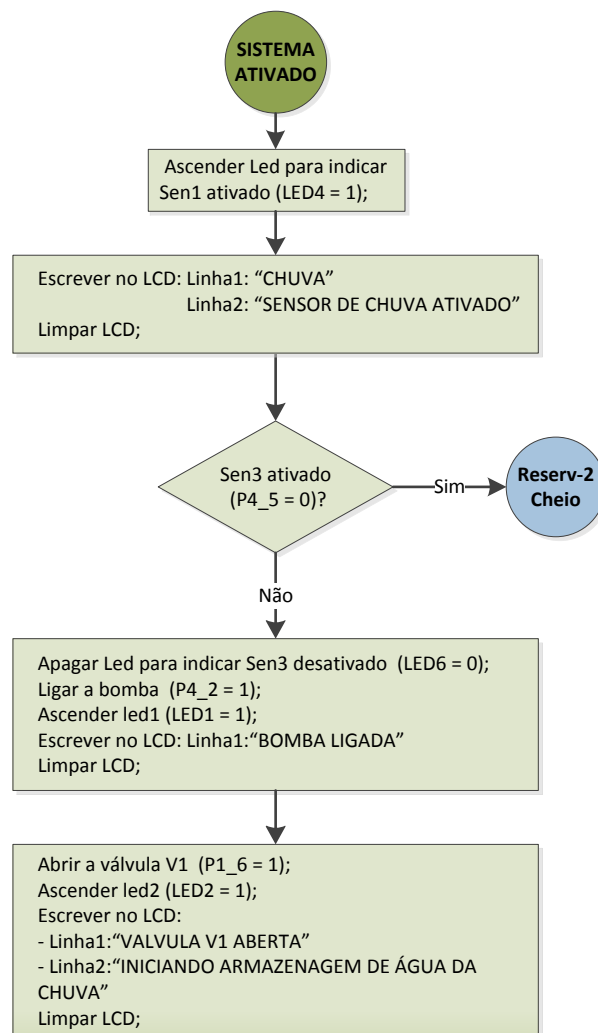 SISTEMA
ATIVADO
Ascender Led para indicar
Sen1 ativado (LED4 = 1);
Escrever no LCD: Linha1: “CHUVA”
Linha2: “SENSOR DE CHUVA ATIVADO”
Limpar LCD;
Sen3 ativado
(P4_5 = 0)?
Sim
Reserv-2
Cheio
Não
Apagar Led para indicar Sen3 desativado (LED6 = 0);
Ligar a bomba (P4_2 = 1);
Ascender led1 (LED1 = 1);
Escrever no LCD: Linha1:“BOMBA LIGADA”
Limpar LCD;
Abrir a válvula V1 (P1_6 = 1);
Ascender led2 (LED2 = 1);
Escrever no LCD:
- Linha1:“VALVULA V1 ABERTA”
- Linha2:“INICIANDO ARMAZENAGEM DE ÁGUA DA
CHUVA”
Limpar LCD;